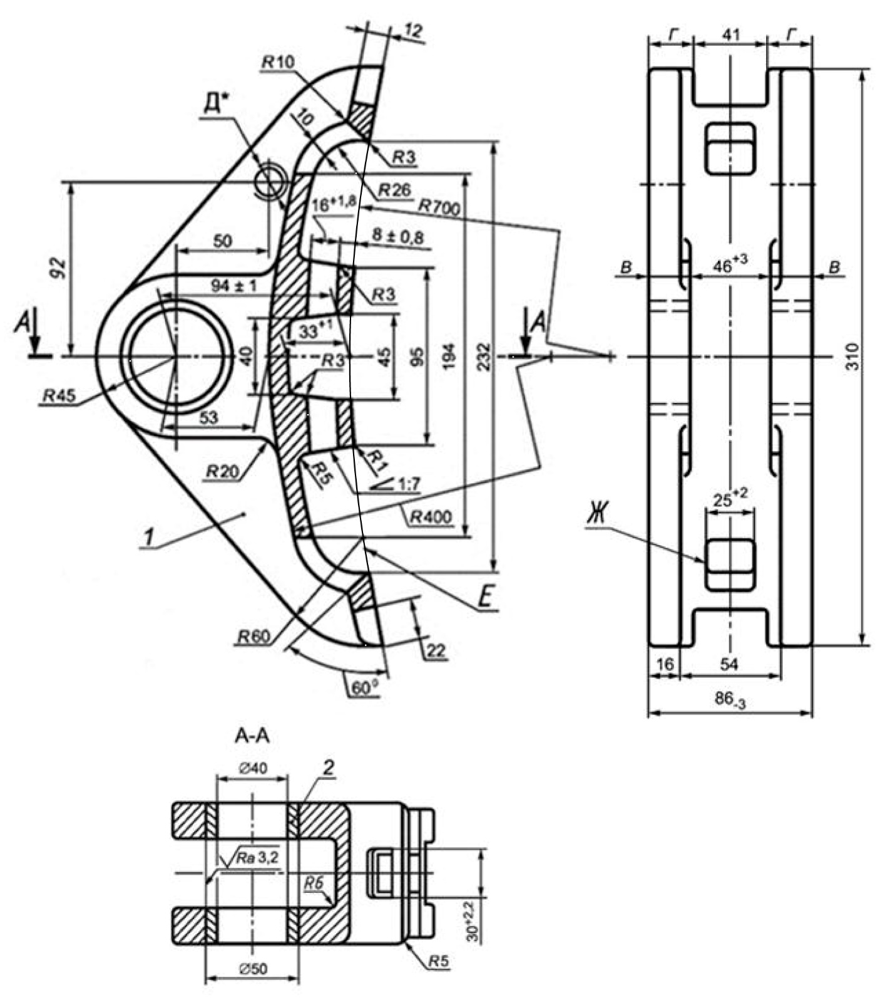 12
R10
Д*
10
R3
R26
16+1,8
R700
8 ± 0,8
50
92
94 ± 1
R3
A
33+1
40
R3
45
95
194
232
A
R45
53
R20
R5
R1
1:7
R400
1
E
R60
22
60°
Г
41
Г
B
46+3
B
310
25+2
Ж
16
54
86-3
A-A
Ø40
2
Ra 3,2
R6
30+2,2
R5
Ø50